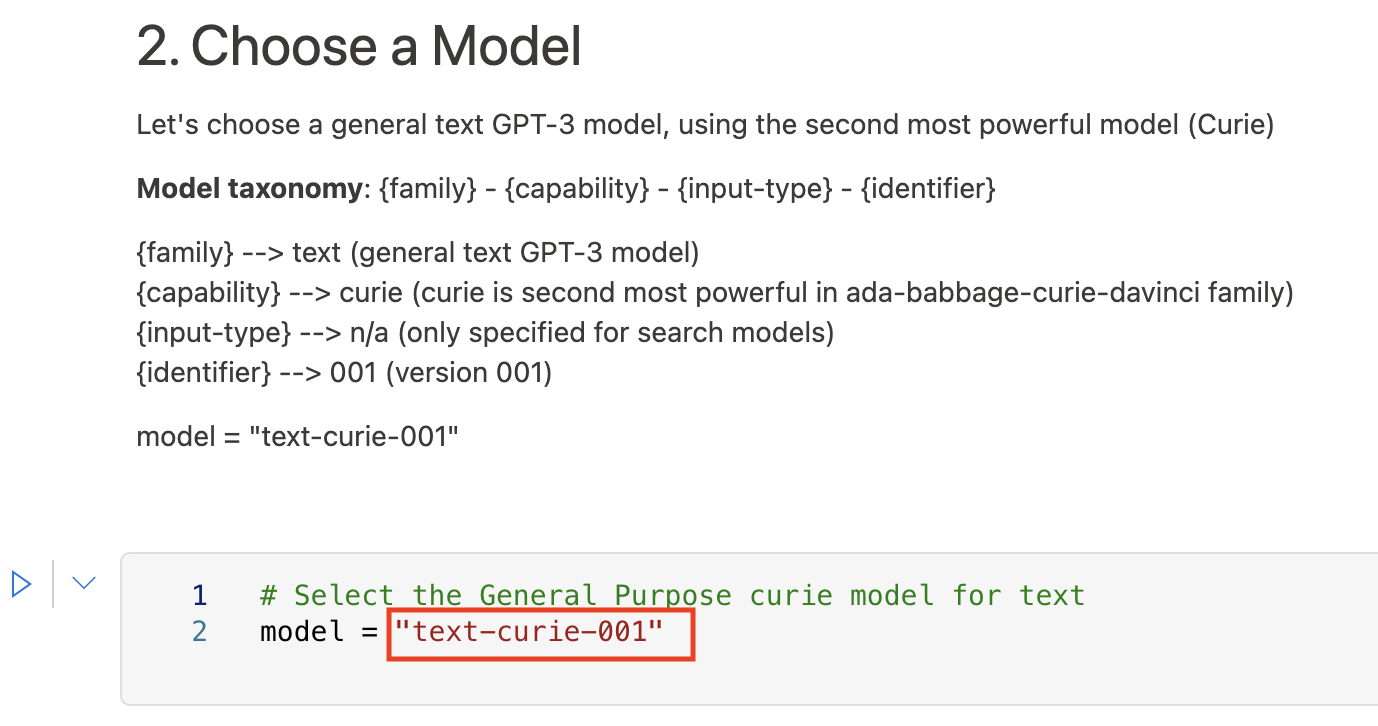 2. Choose a Model
Let's choose a general text GPT-3 model, using the second most powerful model (Curie)
Model taxonomy: {family} - {capability} - {input-type} - {identifier}
{family} --> text (general text GPT-3 model)
{capability} --> curie (curie is second most powerful in ada-babbage-curie-davinci family)
{input-type} --> n/a (only specified for search models)
{identifier} --> 001 (version 001)
model = "text-curie-001"
1 # Select the General Purpose curie model for text
2 model = "text-curie-001"